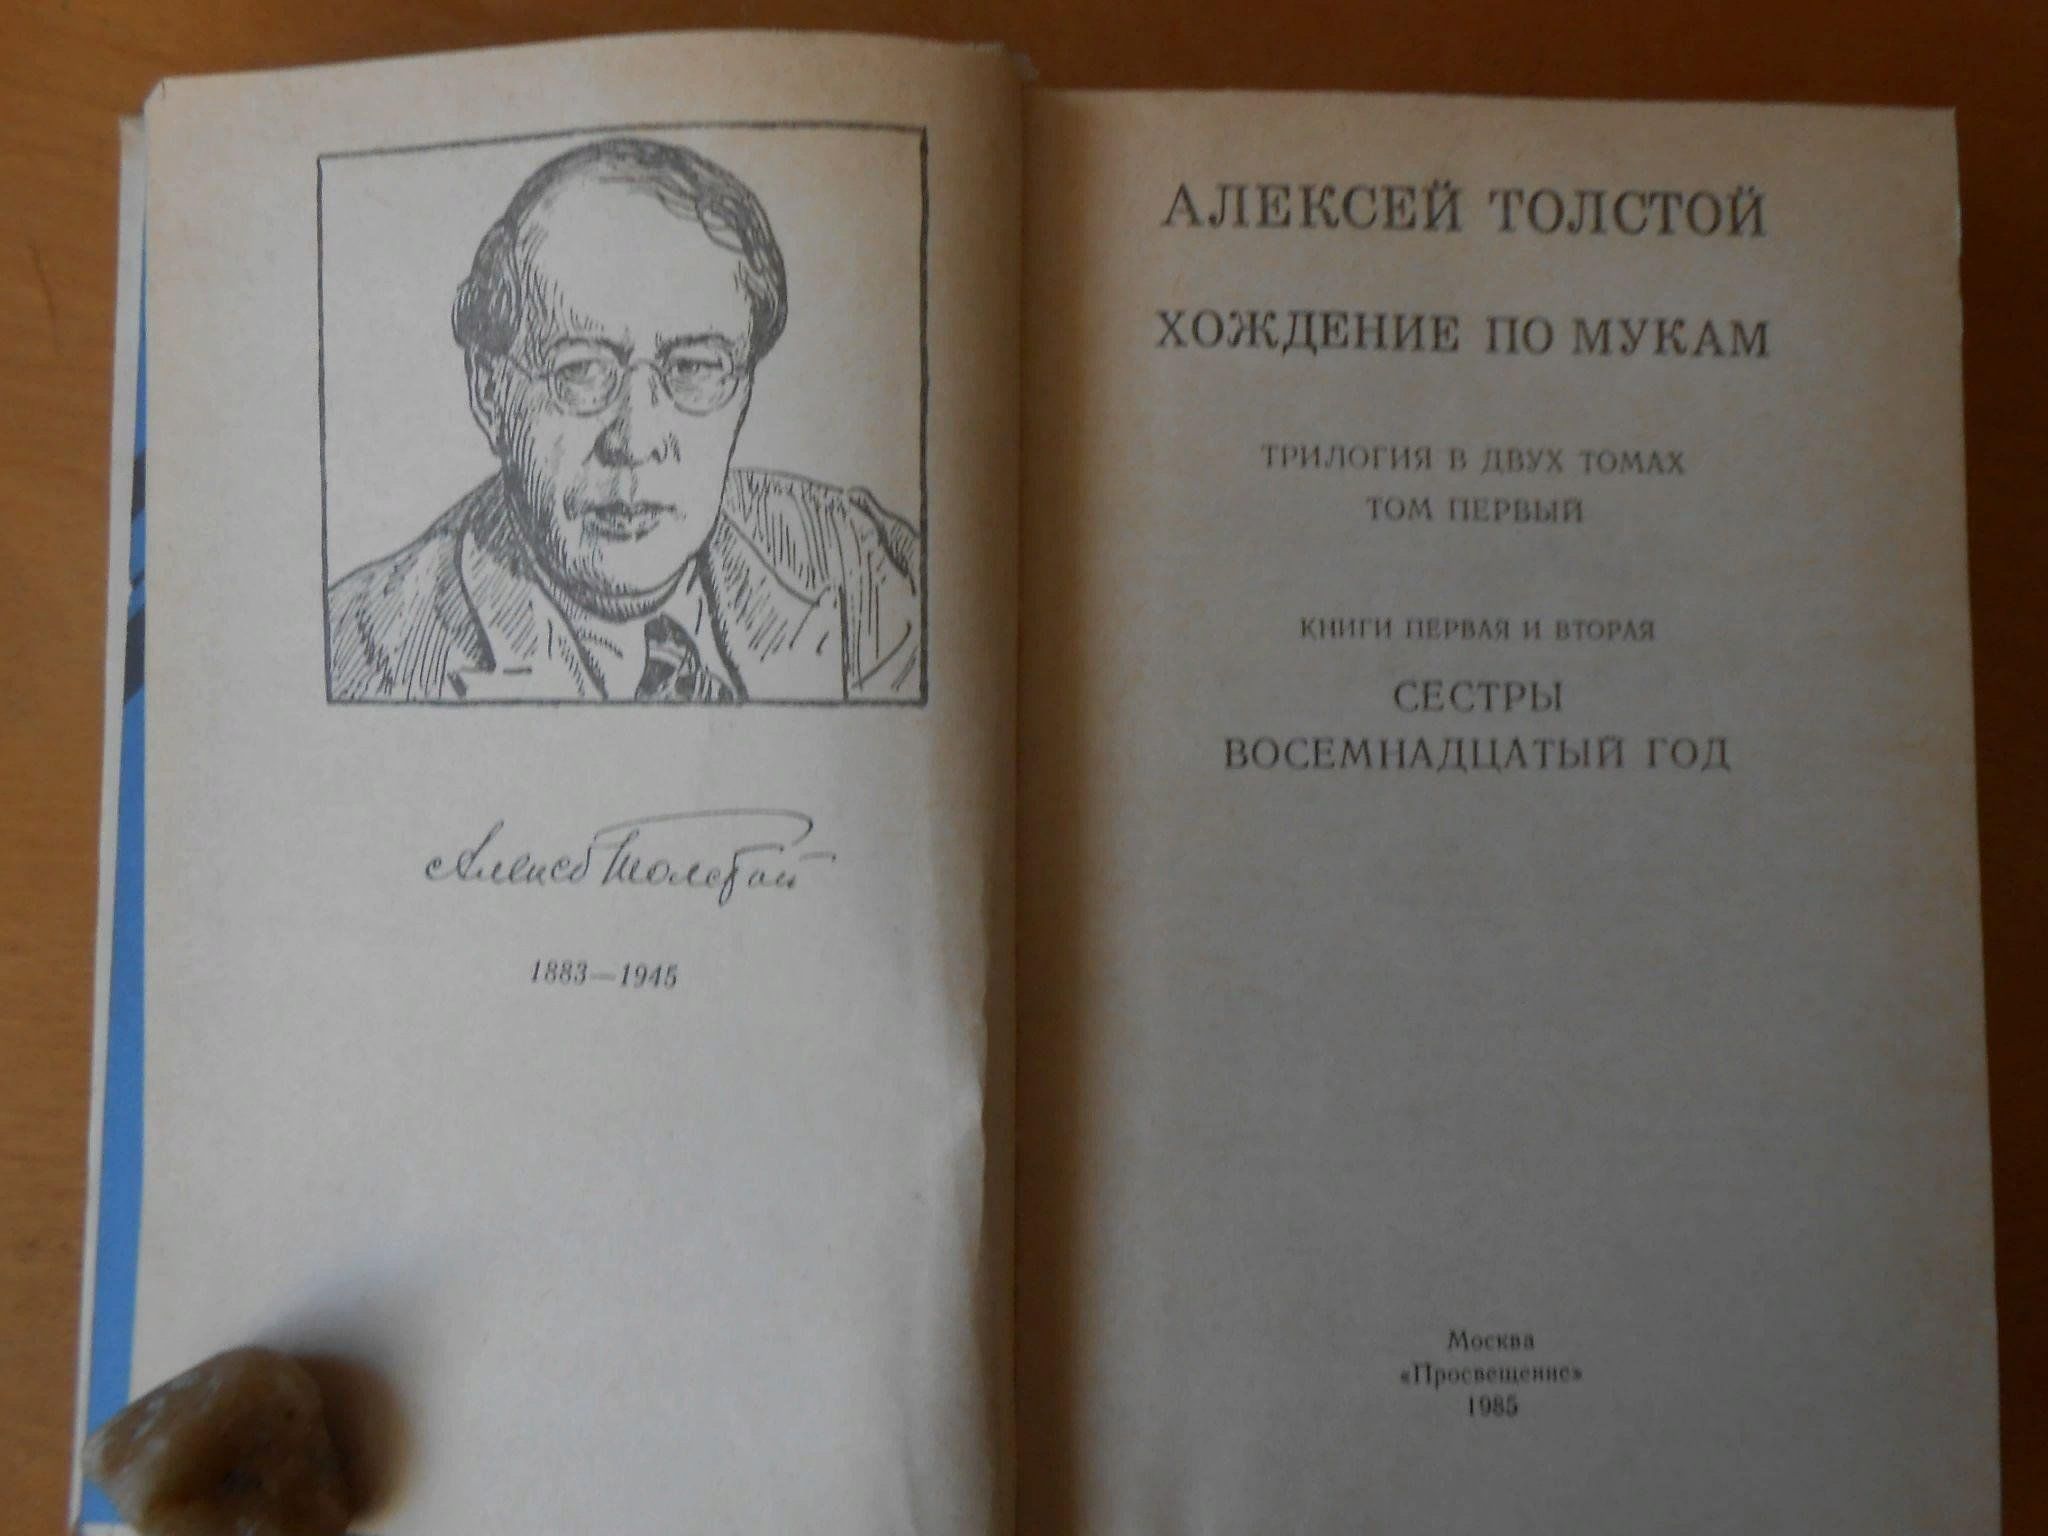 Алексей Толстой
1883—1945
АЛЕКСЕЙ ТОЛСТОЙ
ХОЖДЕНИЕ ПО МУКАМ
ТРИЛОГИЯ В ДВУХ ТОМАХ
ТОМ ПЕРВЫЙ
КНИГИ ПЕРВАЯ И ВТОРАЯ
СЕСТРЫ
ВОСЕМНАДЦАТЫЙ ГОД
Москва
«Просвещение»
1985